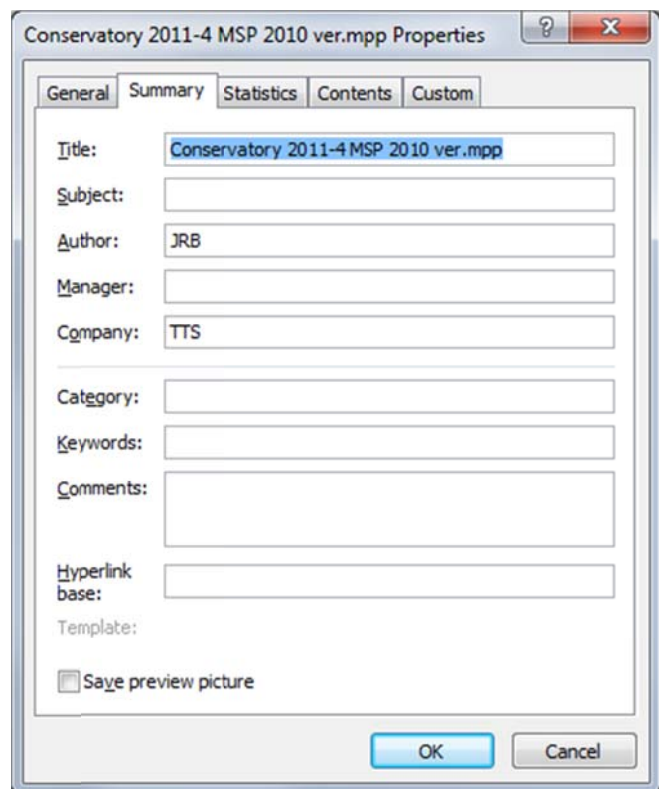 Conservatory 2011-4 MSP 2010 ver.mpp Properties ? X
General Summary Statistics Contents Custom
Title: Conservatory 2011-4 MSP 2010 ver.mpp
Subject:
Author: JRB
Manager:
Company: TTS
Category:
Keywords:
Comments:
Hyperlink
base:
Template:
Save preview picture
OK Cancel